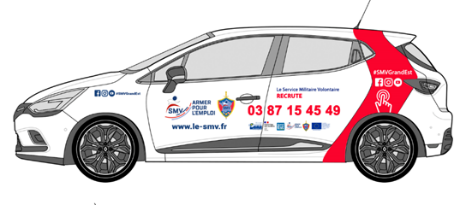 #SMVGrandEst
#SMVGrandEst
SMV
ARMER
POUR
L'EMPLOI
www.le-smv.fr
Le Service Militaire Volontaire
RECRUTE
03 87 15 45 49